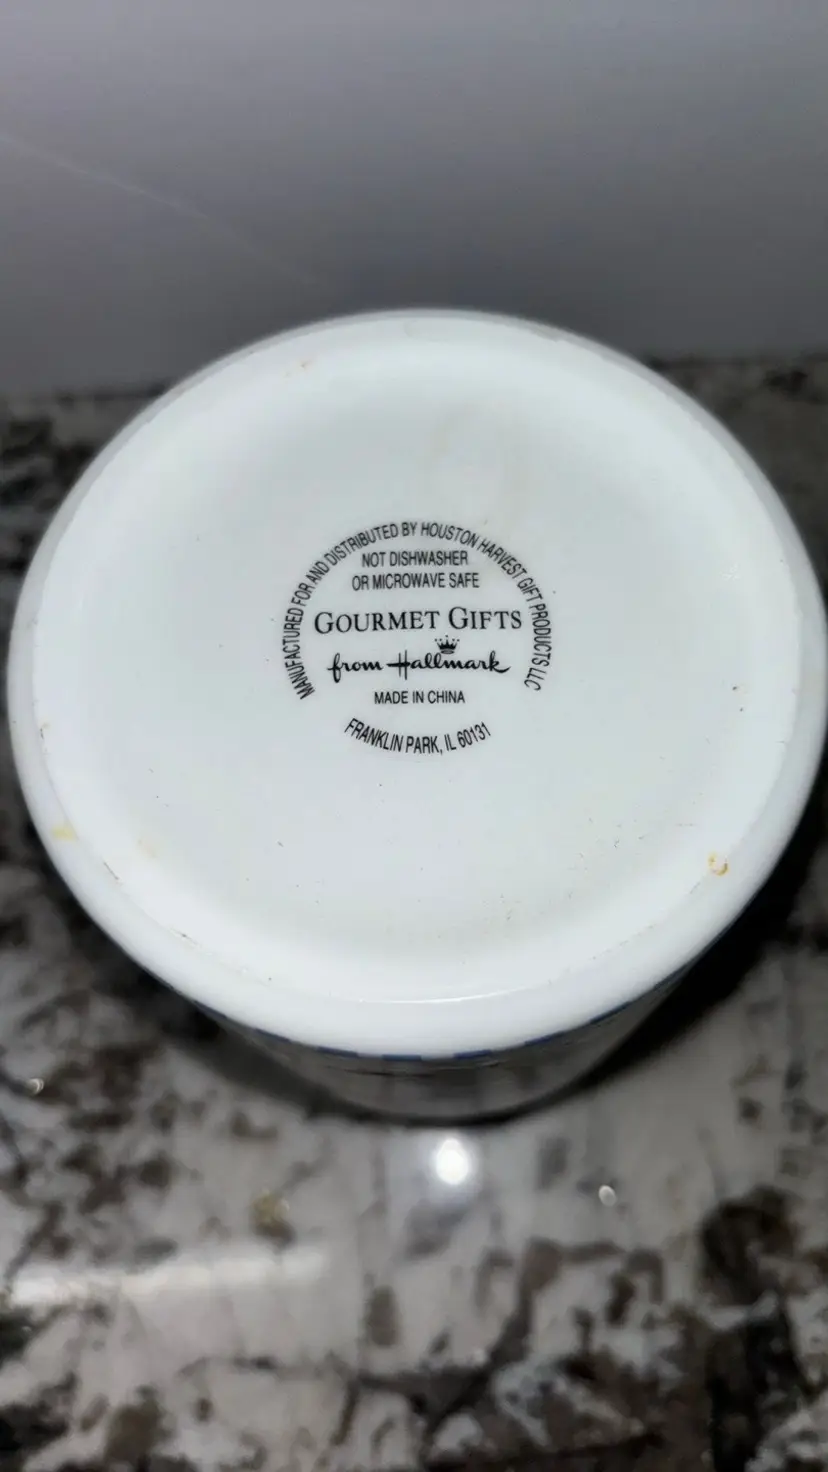 MANUFACTURED FOR AND DISTRIBUTED BY HOUSTON HARVEST GIFT PRODUCTS LLC
NOT DISHWASHER
OR MICROWAVE SAFE
GOURMET GIFTS
from Hallmark
MADE IN CHINA
FRANKLIN PARK, IL 60131